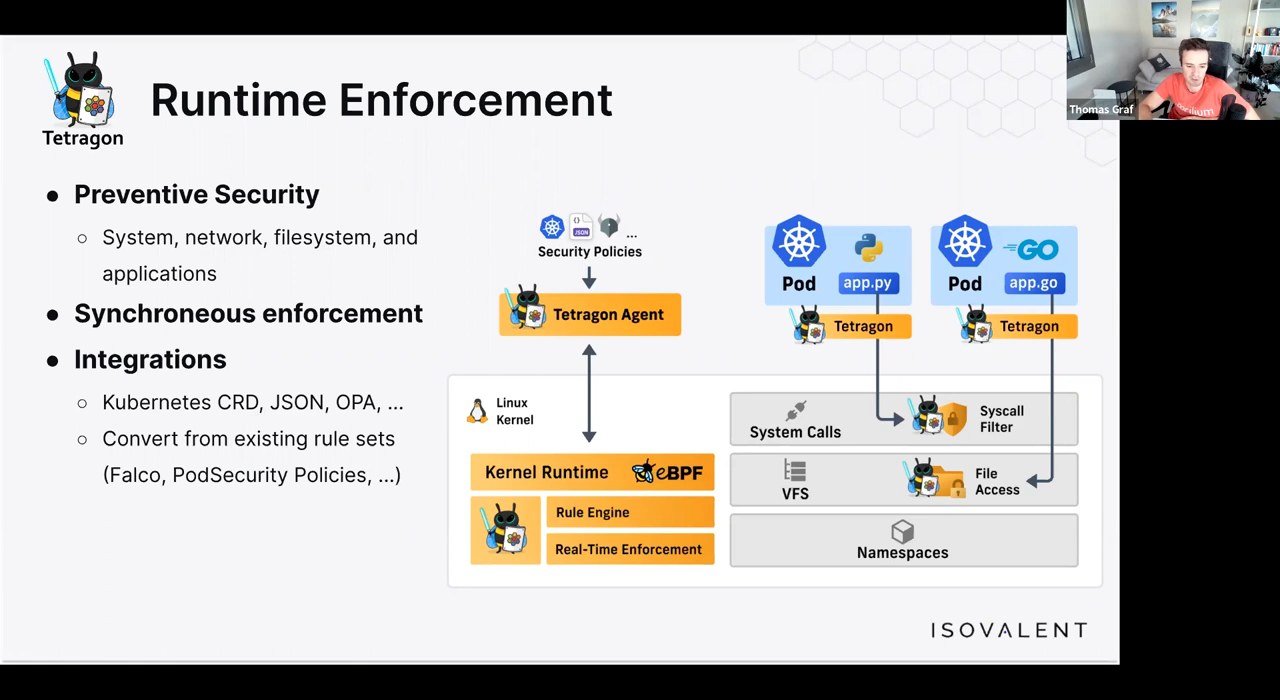 Tetragon
Runtime Enforcement
● Preventive Security
○ System, network, filesystem, and
applications
● Synchroneous enforcement
● Integrations
○ Kubernetes CRD, JSON, OPA, ...
○ Convert from existing rule sets
(Falco, PodSecurity Policies, ...)
{} JSON ...
Security Policies
Tetragon Agent
Linux
Kernel
Kernel Runtime eBPF
Rule Engine
Real-Time Enforcement
Pod app.py
Tetragon
GO
Pod app.go
Tetragon
System Calls
Syscall
Filter
VFS
File
Access
Namespaces
ISOVALENT
Thomas Graf
cilium